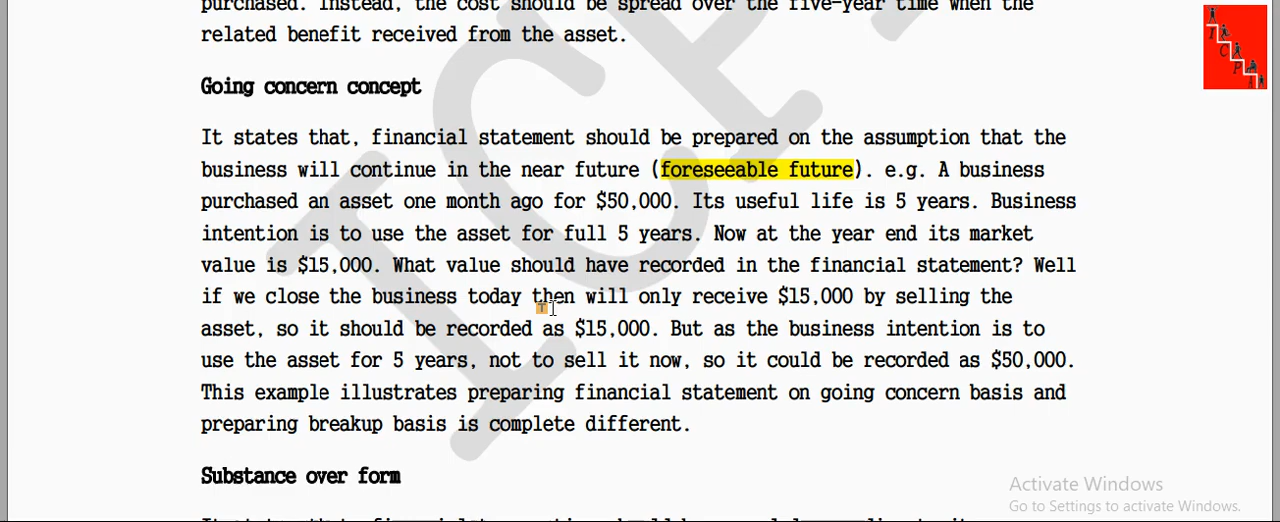 purchased. Instead, the cost should be spread over the five-year time when the
related benefit received from the asset.
Going concern concept
It states that, financial statement should be prepared on the assumption that the
business will continue in the near future (foreseeable future). e.g. A business
purchased an asset one month ago for $50,000. Its useful life is 5 years. Business
intention is to use the asset for full 5 years. Now at the year end its market
value is $15,000. What value should have recorded in the financial statement? Well
if we close the business today then will only receive $15,000 by selling the
asset, so it should be recorded as $15,000. But as the business intention is to
use the asset for 5 years, not to sell it now, so it could be recorded as $50,000.
This example illustrates preparing financial statement on going concern basis and
preparing breakup basis is complete different.
Substance over form
Activate Windows
Go to Settings to activate Windows.